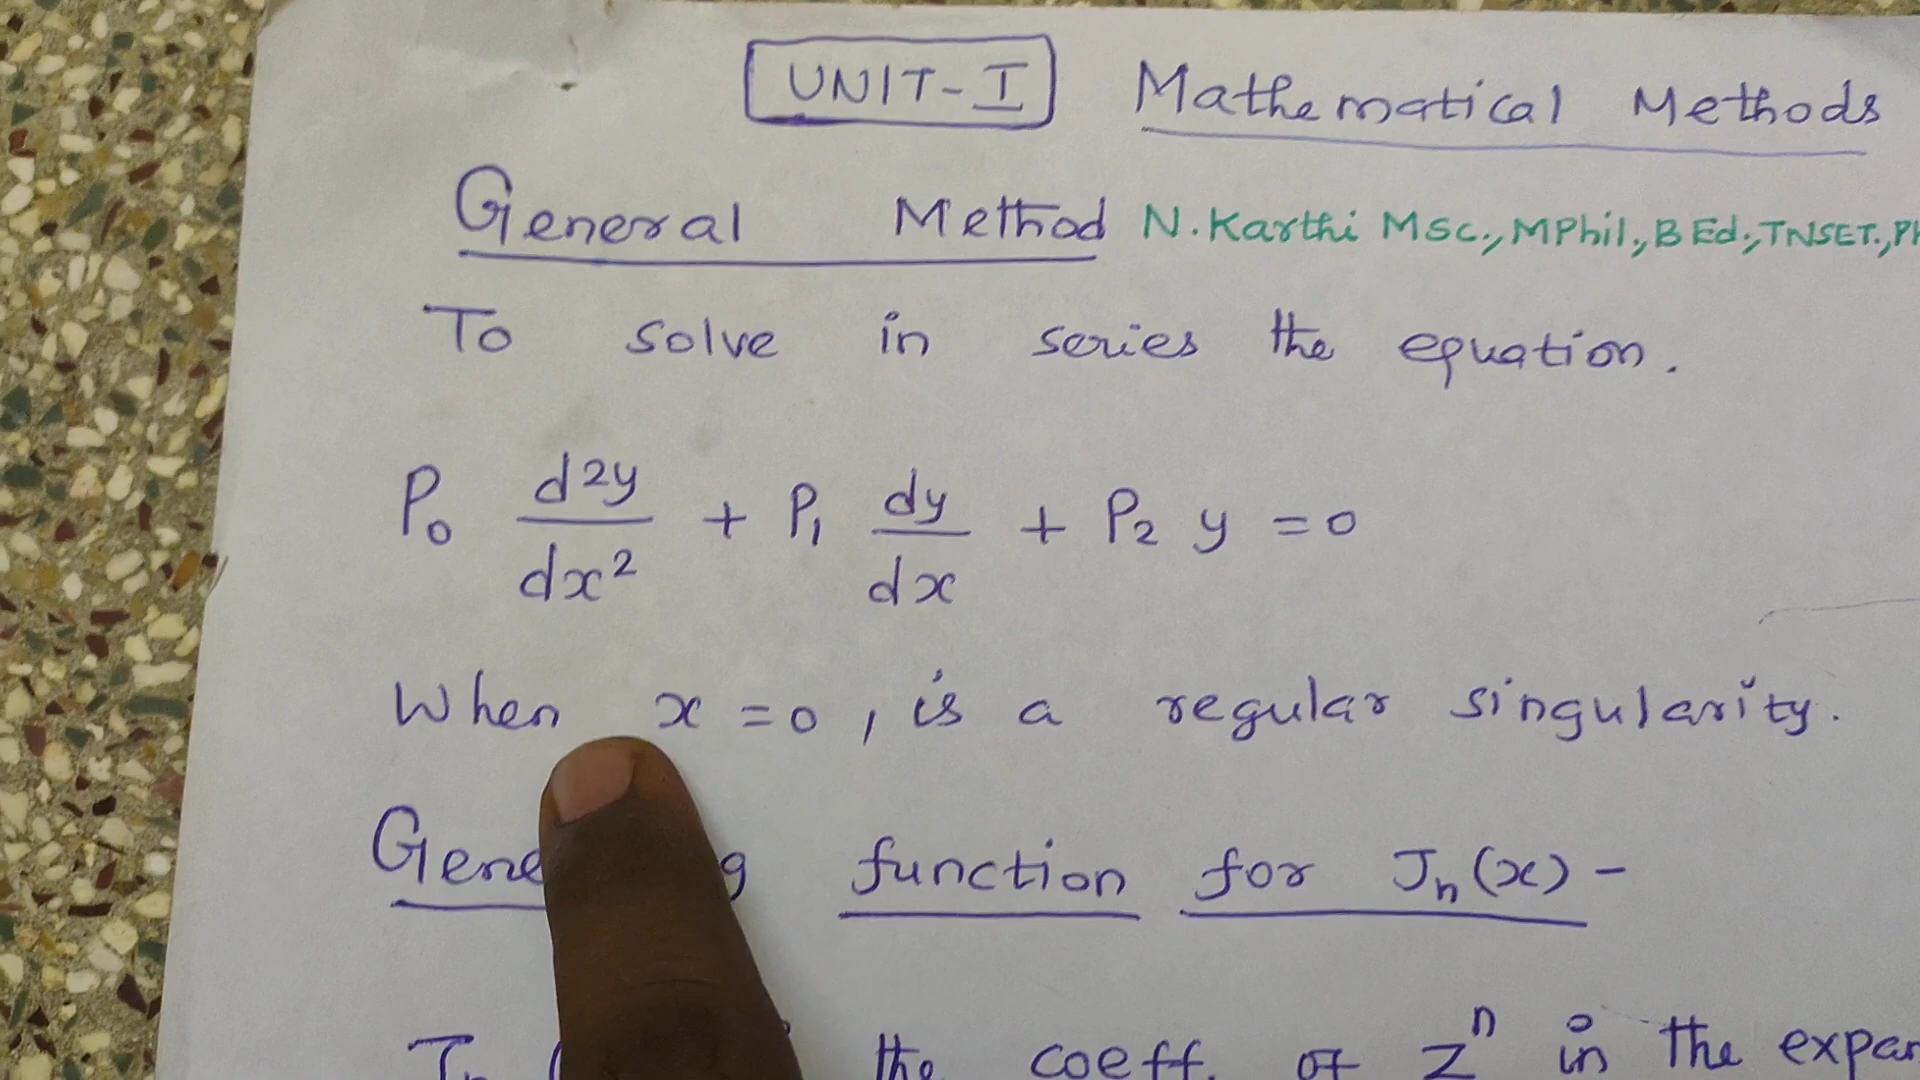 UNIT-I Mathematical Methods
General Method N. Karthi MSc., MPhil., B Ed., TNSET.,
To solve in series the equation.
P₀ d2y/dx² + P₁ dy/dx + P₂ y = 0
When x = 0, is a regular singularity.
function for Jₙ(x) -
the coeff. of Zⁿ in the